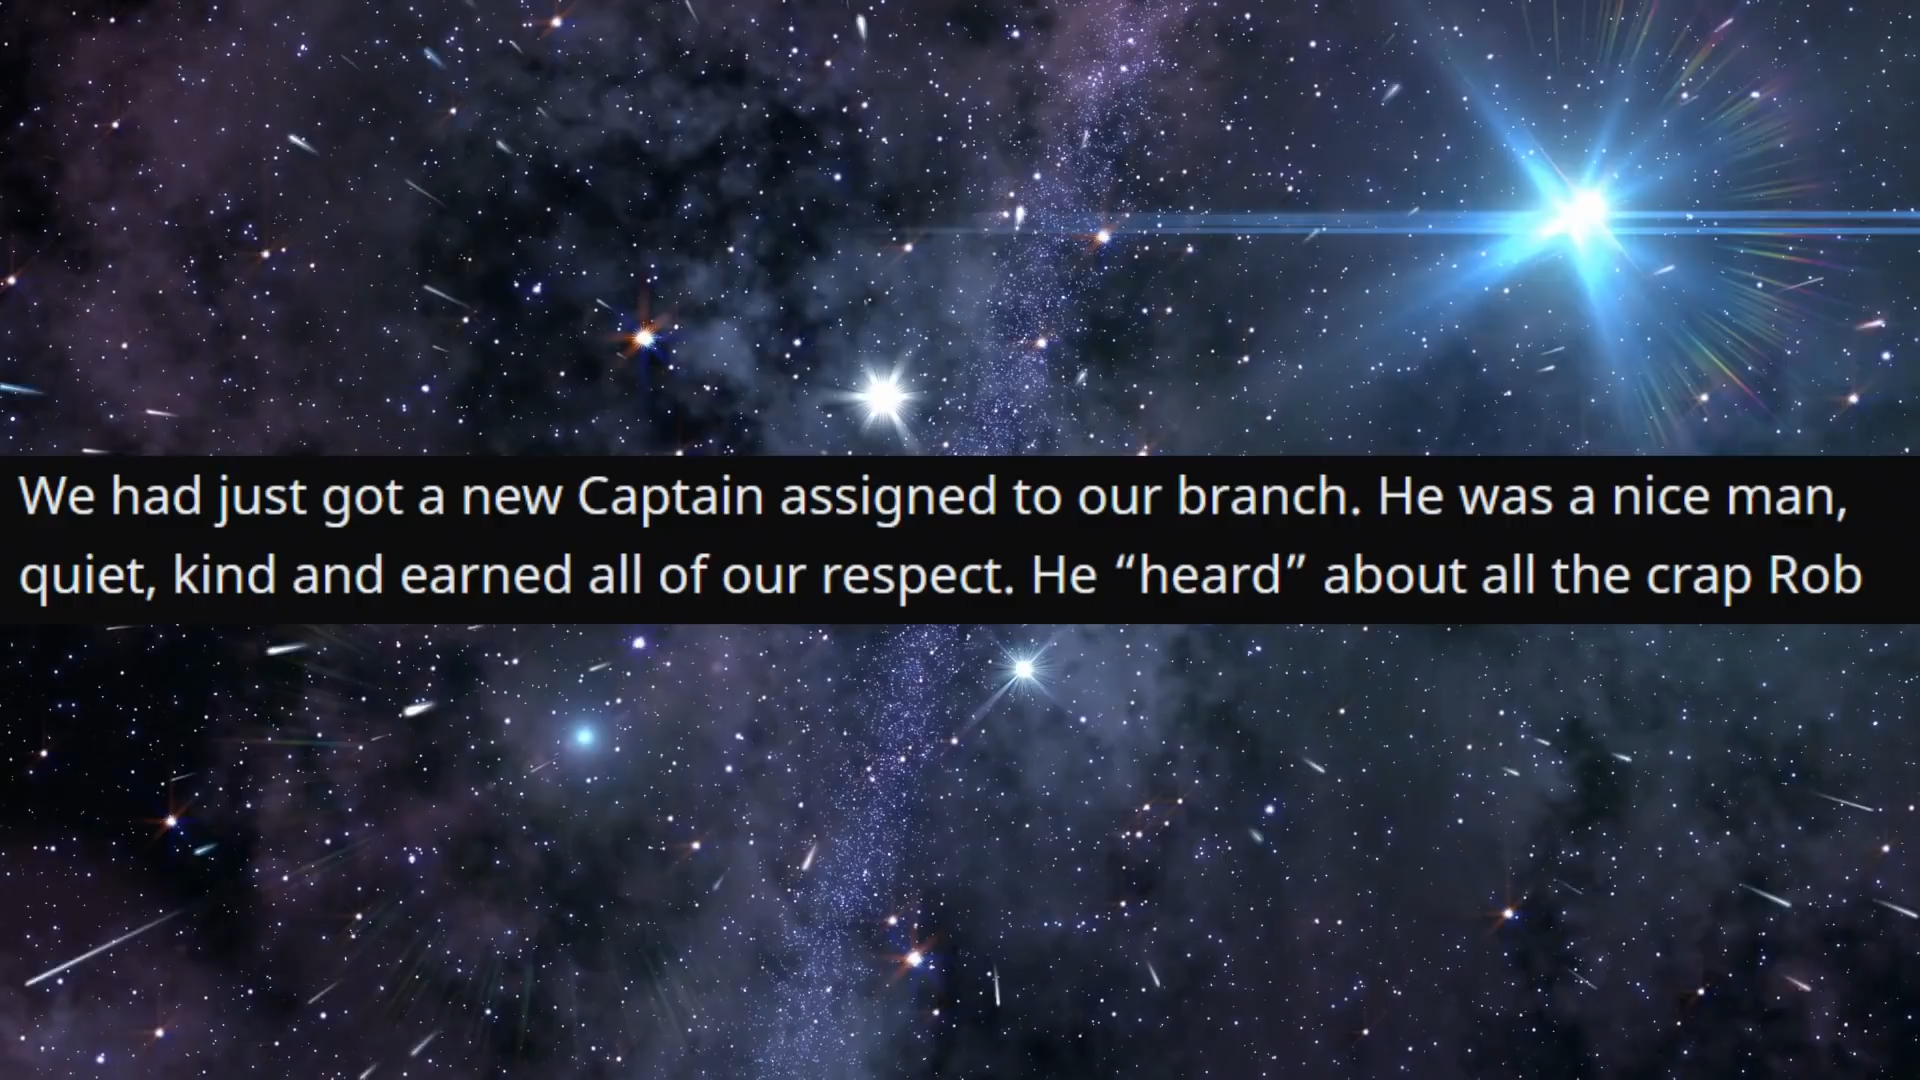 We had just got a new Captain assigned to our branch. He was a nice man,
quiet, kind and earned all of our respect. He “heard” about all the crap Rob